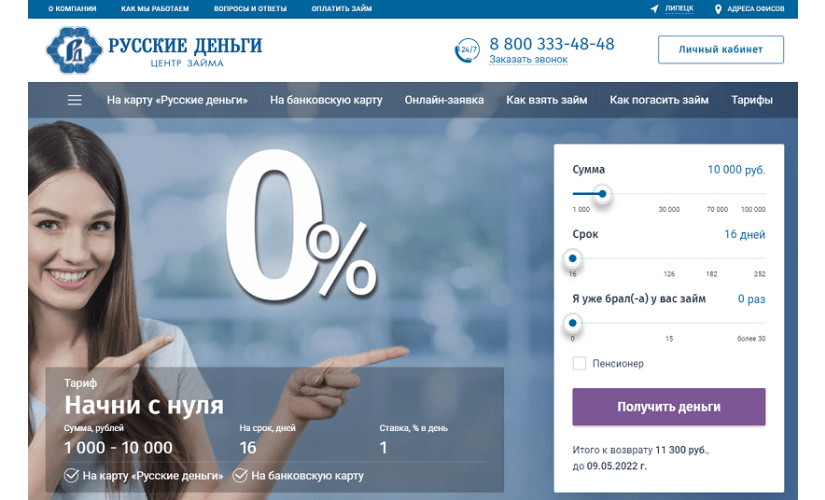 О КОМПАНИИ КАК МЫ РАБОТАЕМ ВОПРОСЫ И ОТВЕТЫ ОПЛАТИТЬ ЗАЙМ ЛИПЕЦК АДРЕСА ОФИСОВ
РУССКИЕ ДЕНЬГИ
ЦЕНТР ЗАЙМА
24/7
8 800 333-48-48
Заказать звонок
Личный кабинет
На карту «Русские деньги» На банковскую карту Онлайн-заявка Как взять займ Как погасить займ Тарифы
0%
Тариф
Начни с нуля
Сумма, рублей На срок, дней Ставка, % в день
1 000 - 10 000 16 1
На карту «Русские деньги» На банковскую карту
Сумма 10 000 руб.
1 000 30 000 70 000 100 000
Срок 16 дней
16 126 182 252
Я уже брал(-а) у вас займ 0 раз
0 15 более 30
Пенсионер
Получить деньги
Итого к возврату 11 300 руб.,
до 09.05.2022 г.